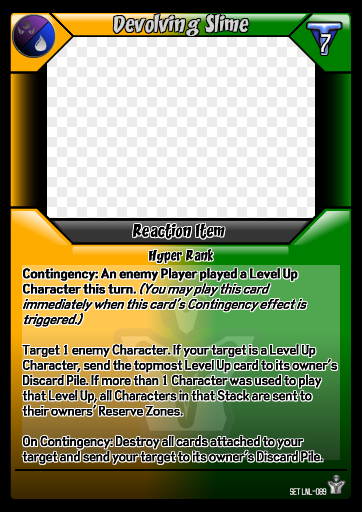 Devolving Slime
7
Reaction Item
Hyper Rank
Contingency: An enemy Player played a Level Up
Character this turn. (You may play this card
immediately when this card's Contingency effect is
triggered.)
Target 1 enemy Character. If your target is a Level Up
Character, send the topmost Level Up card to its owner's
Discard Pile. If more than 1 Character was used to play
that Level Up, all Characters in that Stack are sent to
their owners' Reserve Zones.
On Contingency: Destroy all cards attached to your
target and send your target to its owner's Discard Pile.
SET LNL-089